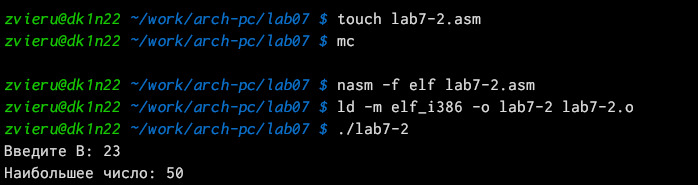 zvieru@dk1n22 ~/work/arch-pc/lab07 $ touch lab7-2.asm
zvieru@dk1n22 ~/work/arch-pc/lab07 $ mc
zvieru@dk1n22 ~/work/arch-pc/lab07 $ nasm -f elf lab7-2.asm
zvieru@dk1n22 ~/work/arch-pc/lab07 $ ld -m elf_i386 -o lab7-2 lab7-2.o
zvieru@dk1n22 ~/work/arch-pc/lab07 $ ./lab7-2
Введите B: 23
Наибольшее число: 50